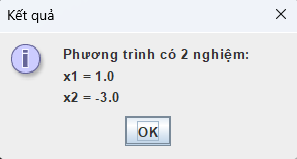 Kết quả
Phương trình có 2 nghiệm:
x1 = 1.0
x2 = -3.0
OK